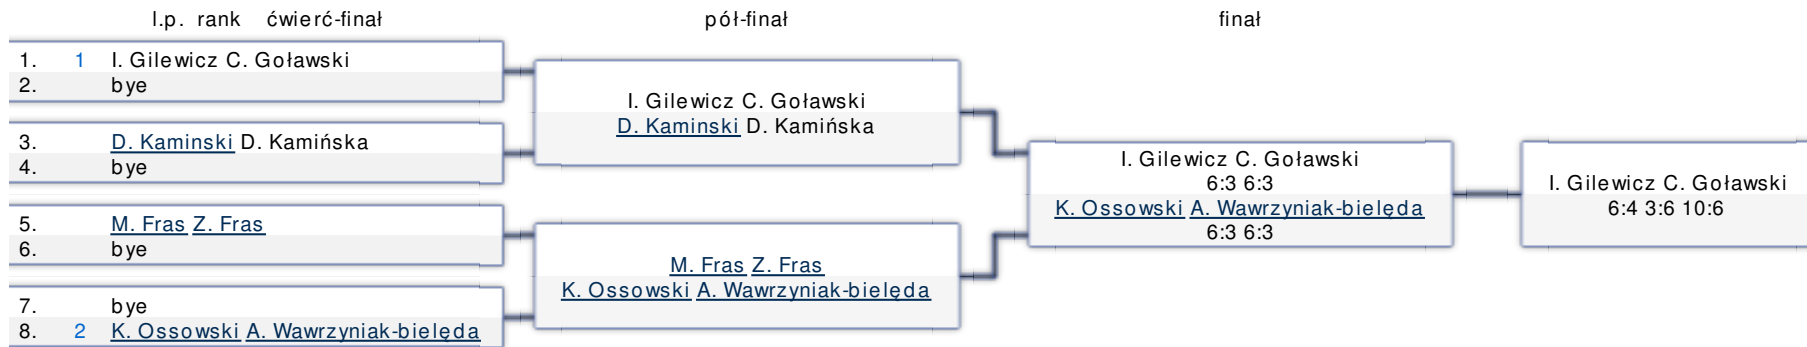 l.p. rank ćwierć-finał pół-finał finał
1. 1 I. Gilewicz C. Goławski
2. bye
3. D. Kaminski D. Kamińska
4. bye
5. M. Fras Z. Fras
6. bye
7. bye
8. 2 K. Ossowski A. Wawrzyniak-bielęda
I. Gilewicz C. Goławski
D. Kaminski D. Kamińska
M. Fras Z. Fras
K. Ossowski A. Wawrzyniak-bielęda
I. Gilewicz C. Goławski
6:3 6:3
K. Ossowski A. Wawrzyniak-bielęda
6:3 6:3
I. Gilewicz C. Goławski
6:4 3:6 10:6